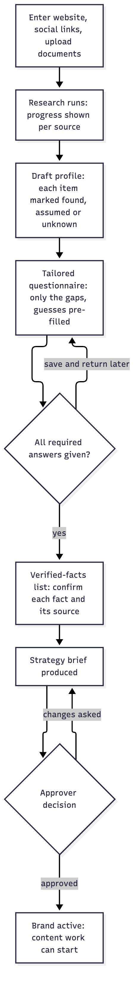 Enter website,
social links,
upload
documents
Research runs:
progress shown
per source
Draft profile:
each item
marked found,
assumed or
unknown
Tailored
questionnaire:
only the gaps,
guesses pre-
filled
save and return later
All required
answers given?
yes
Verified-facts
list: confirm
each fact and
its source
Strategy brief
produced
changes asked
Approver
decision
approved
Brand active:
content work
can start